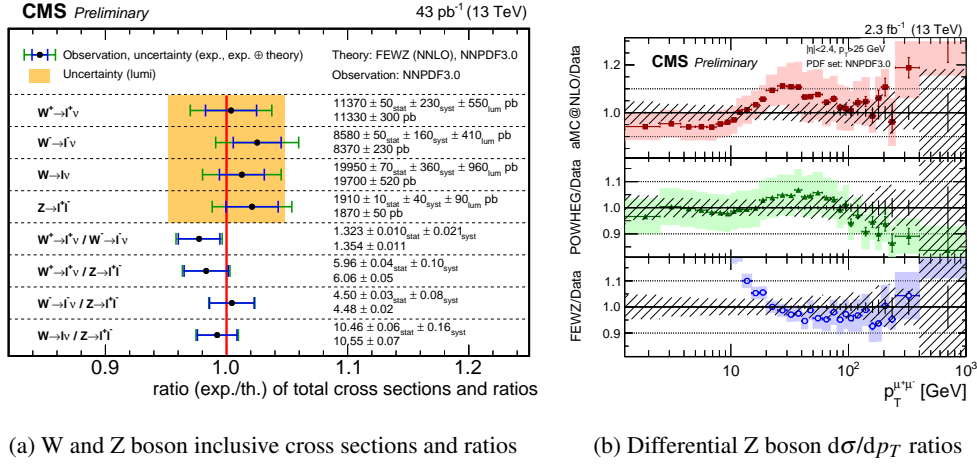 CMS Preliminary 43 pb⁻¹ (13 TeV)
Observation, uncertainty (exp., exp. ⊕ theory)
Uncertainty (lumi)
Theory: FEWZ (NNLO), NNPDF3.0
Observation: NNPDF3.0
W⁺→l⁺ν 11370 ± 50stat ± 230syst ± 550lum pb
11330 ± 300 pb
W⁻→l⁻ν 8580 ± 50stat ± 160syst ± 410lum pb
8370 ± 230 pb
W→lν 19950 ± 70stat ± 360syst ± 960lum pb
19700 ± 520 pb
Z→l⁺l⁻ 1910 ± 10stat ± 40syst ± 90lum pb
1870 ± 50 pb
W⁺→l⁺ν / W⁻→l⁻ν 1.323 ± 0.010stat ± 0.021syst
1.354 ± 0.011
W⁺→l⁺ν / Z→l⁺l⁻ 5.96 ± 0.04stat ± 0.10syst
6.06 ± 0.05
W⁻→l⁻ν / Z→l⁺l⁻ 4.50 ± 0.03stat ± 0.08syst
4.48 ± 0.02
W→lν / Z→l⁺l⁻ 10.46 ± 0.06stat ± 0.16syst
10.55 ± 0.07
0.9 1.0 1.1 1.2
ratio (exp./th.) of total cross sections and ratios
(a) W and Z boson inclusive cross sections and ratios
2.3 fb⁻¹ (13 TeV)
CMS Preliminary
|η|<2.4, p_T>25 GeV
PDF set: NNPDF3.0
aMC@NLO/Data
1.2
1.0
POWHEG/Data
1.1
1.0
0.9
FEWZ/Data
1.1
1.0
0.9
10 10² 10³
p_T^μ⁺μ⁻ [GeV]
(b) Differential Z boson dσ/dp_T ratios